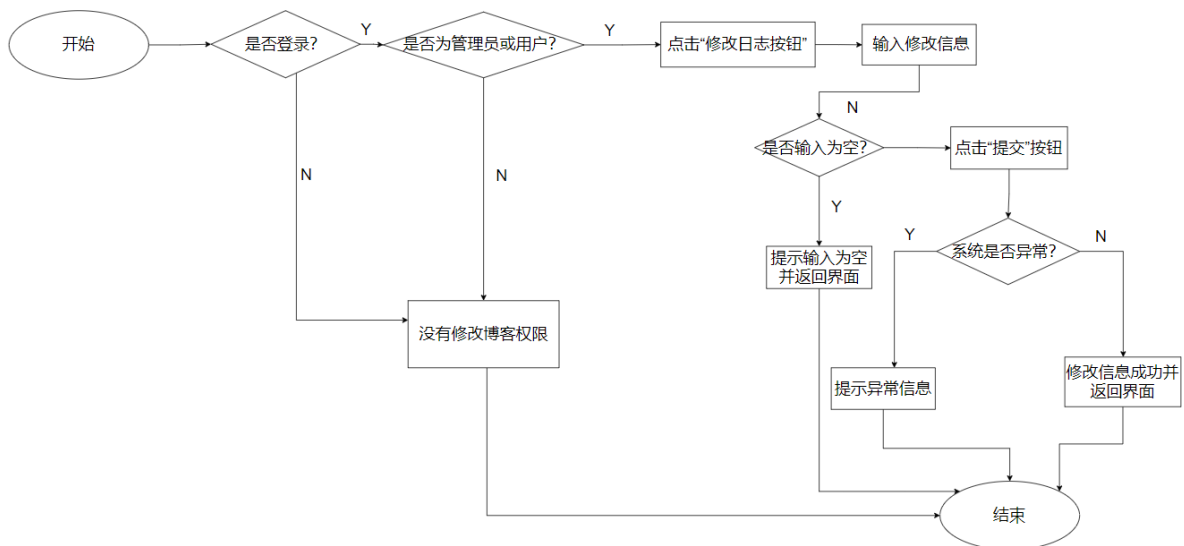 开始
是否登录?
Y
是否为管理员或用户?
Y
点击“修改日志按钮”
输入修改信息
N
是否输入为空?
点击“提交”按钮
N
N
Y
Y
系统是否异常?
N
提示输入为空
并返回界面
没有修改博客权限
提示异常信息
修改信息成功并
返回界面
结束